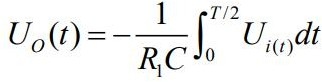 U_O(t) = -\frac{1}{R_1 C} \int_0^{T/2} U_{i(t)} dt